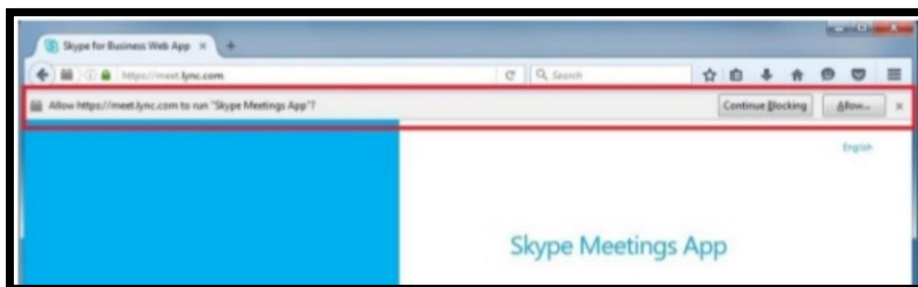 Skype for Business Web App × +
https://meet.lync.com Search
Allow https://meet.lync.com to run "Skype Meetings App"? Continue Blocking Allow... ×
English
Skype Meetings App